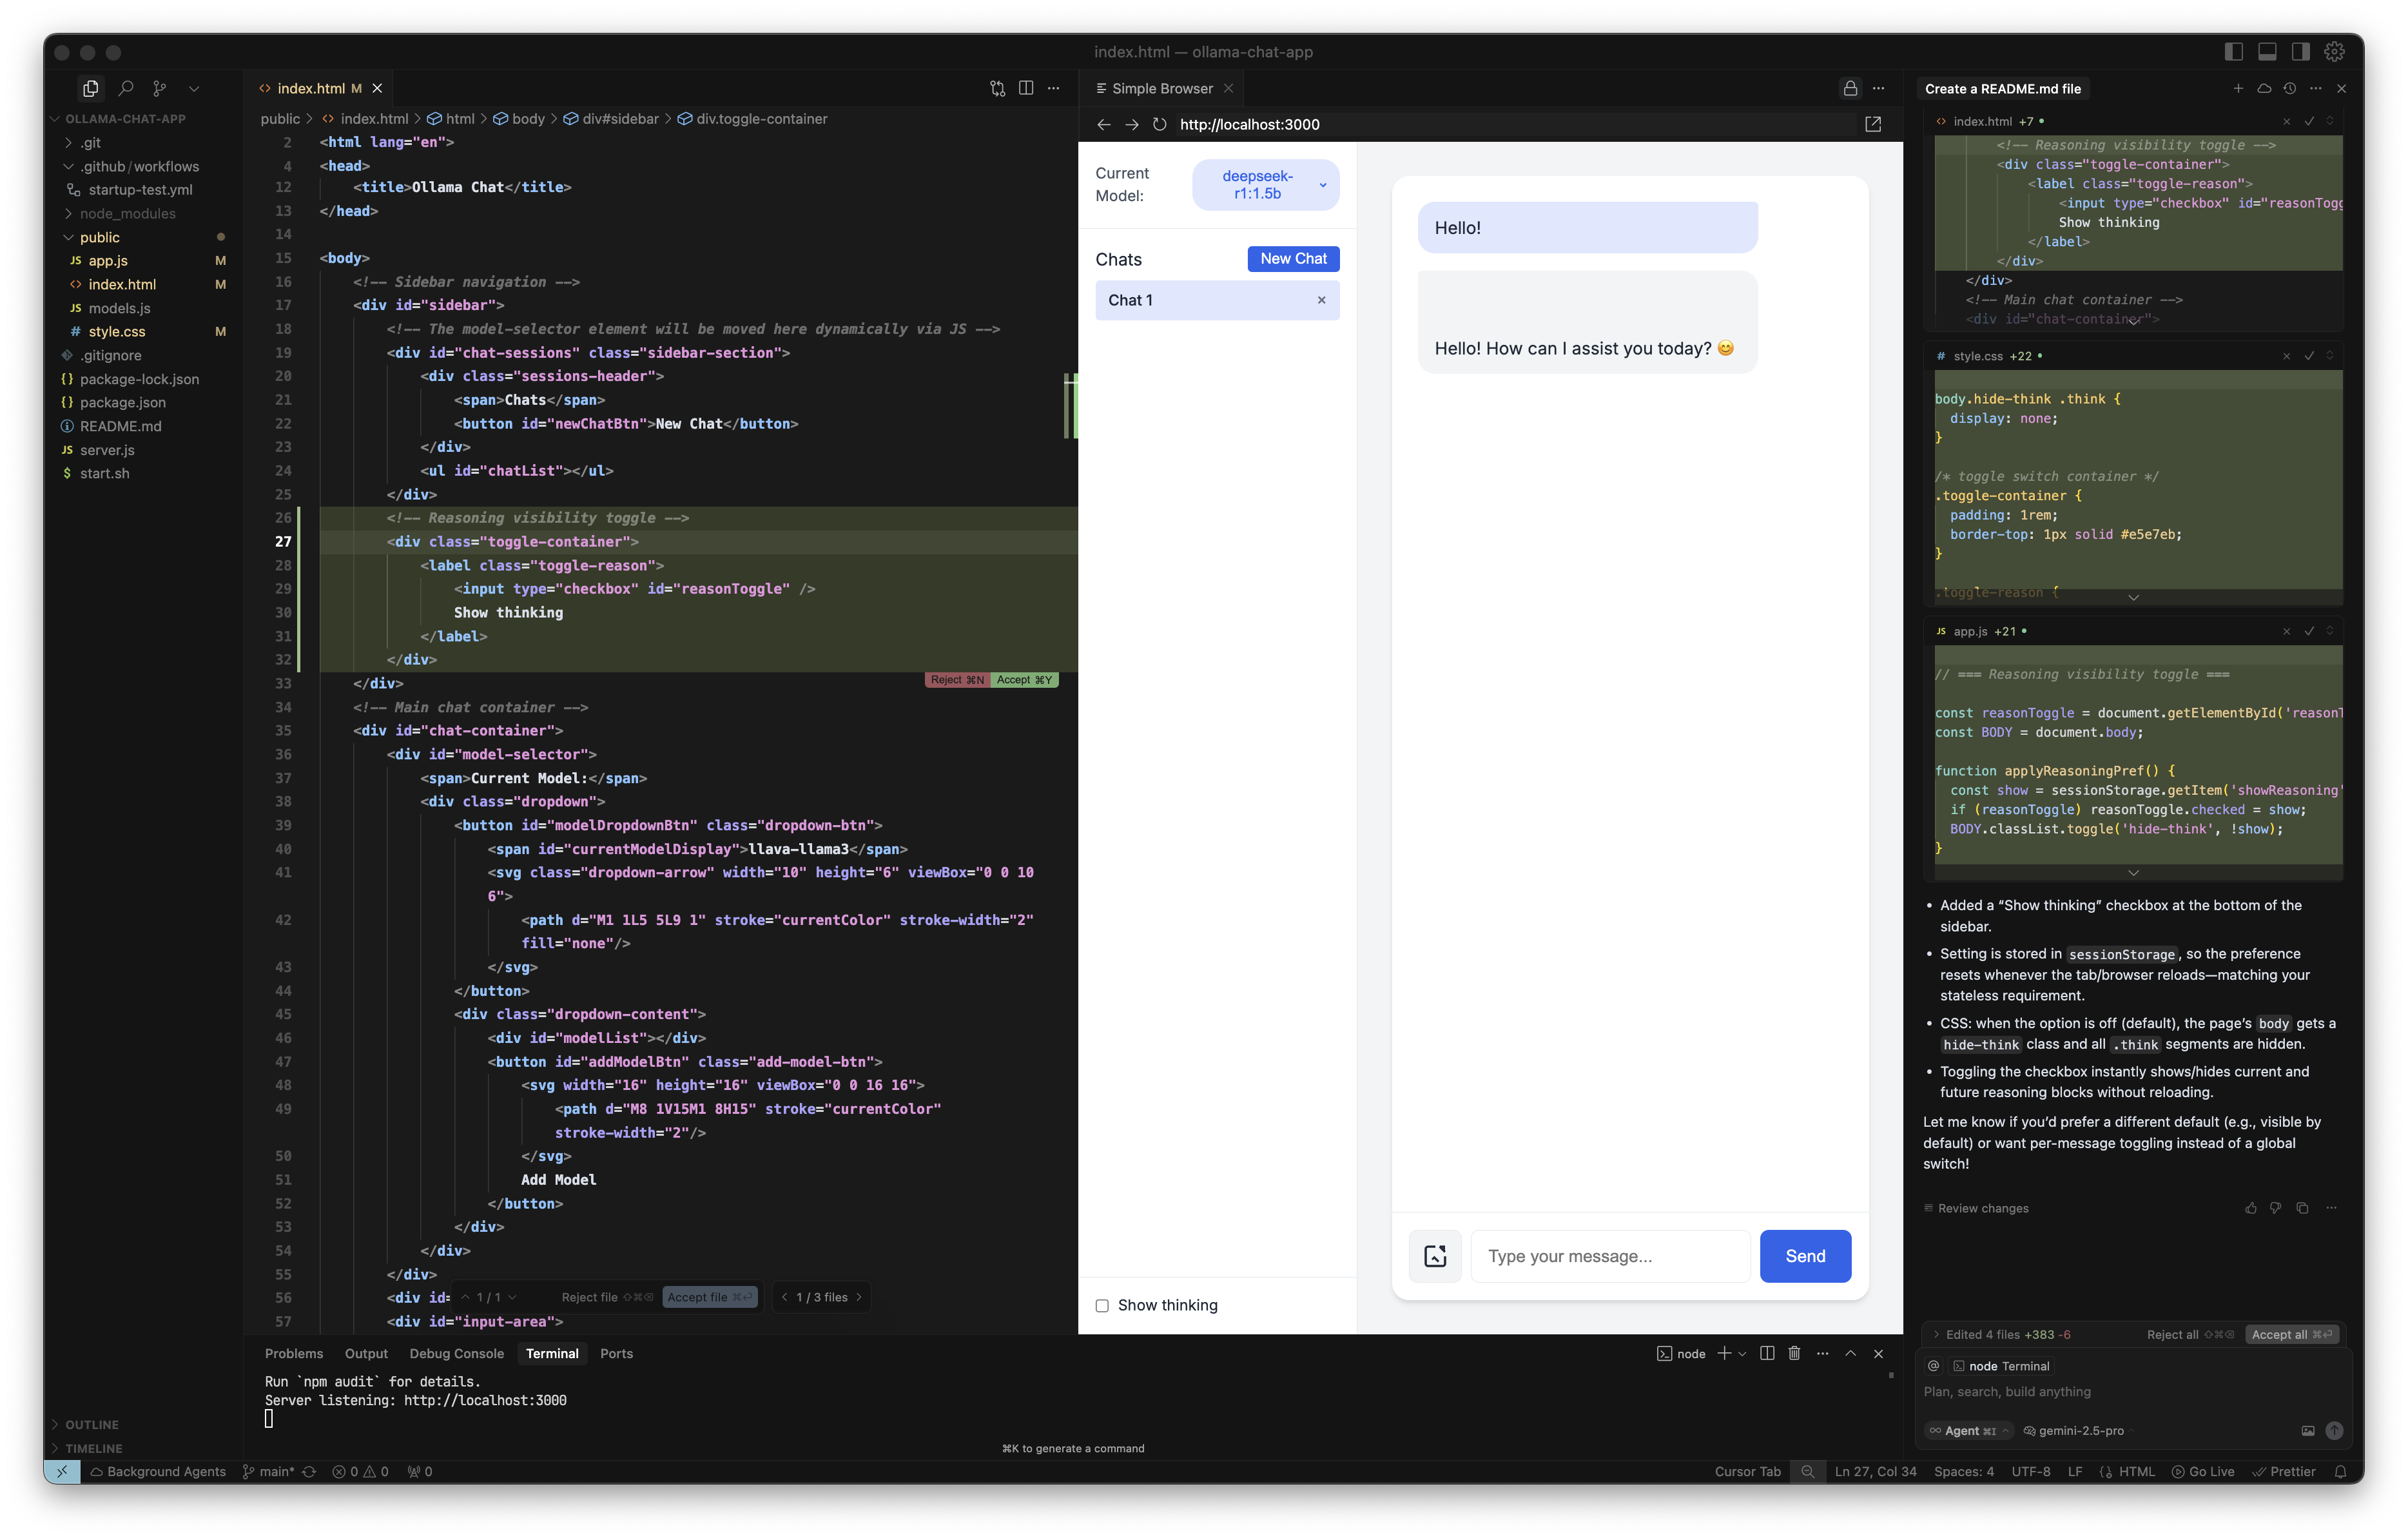 index.html — ollama-chat-app
OLLAMA-CHAT-APP
.git
.github/workflows
startup-test.yml
node_modules
public
app.js M
index.html M
models.js
style.css M
.gitignore
package-lock.json
package.json
README.md
server.js
start.sh
OUTLINE
TIMELINE
index.html M
public > index.html > html > body > div#sidebar > div.toggle-container
2 <html lang="en">
4 <head>
12 <title>Ollama Chat</title>
13 </head>
14
15 <body>
16 <!-- Sidebar navigation -->
17 <div id="sidebar">
18 <!-- The model-selector element will be moved here dynamically via JS -->
19 <div id="chat-sessions" class="sidebar-section">
20 <div class="sessions-header">
21 <span>Chats</span>
22 <button id="newChatBtn">New Chat</button>
23 </div>
24 <ul id="chatList"></ul>
25 </div>
26 <!-- Reasoning visibility toggle -->
27 <div class="toggle-container">
28 <label class="toggle-reason">
29 <input type="checkbox" id="reasonToggle" />
30 Show thinking
31 </label>
32 </div>
Reject ⌘N Accept ⌘Y
33 </div>
34 <!-- Main chat container -->
35 <div id="chat-container">
36 <div id="model-selector">
37 <span>Current Model:</span>
38 <div class="dropdown">
39 <button id="modelDropdownBtn" class="dropdown-btn">
40 <span id="currentModelDisplay">llava-llama3</span>
41 <svg class="dropdown-arrow" width="10" height="6" viewBox="0 0 10
6">
42 <path d="M1 1L5 5L9 1" stroke="currentColor" stroke-width="2"
fill="none"/>
43 </svg>
44 </button>
45 <div class="dropdown-content">
46 <div id="modelList"></div>
47 <button id="addModelBtn" class="add-model-btn">
48 <svg width="16" height="16" viewBox="0 0 16 16">
49 <path d="M8 1V15M1 8H15" stroke="currentColor"
stroke-width="2"/>
50 </svg>
51 Add Model
52 </button>
53 </div>
54 </div>
55 </div>
56 <div id=
57 <div id="input-area">
1 / 1 Reject file ⇧⌘⌫ Accept file ⌘⏎ 1 / 3 files
Simple Browser
http://localhost:3000
Current
Model:
deepseek-
r1:1.5b
Chats
New Chat
Chat 1
Show thinking
Hello!
Hello! How can I assist you today? 😊
Type your message...
Send
Problems Output Debug Console Terminal Ports
node
Run `npm audit` for details.
Server listening: http://localhost:3000
⌘K to generate a command
Create a README.md file
index.html +7
<!-- Reasoning visibility toggle -->
<div class="toggle-container">
<label class="toggle-reason">
<input type="checkbox" id="reasonTogg
Show thinking
</label>
</div>
</div>
<!-- Main chat container -->
<div id="chat-container">
style.css +22
body.hide-think .think {
display: none;
}
/* toggle switch container */
.toggle-container {
padding: 1rem;
border-top: 1px solid #e5e7eb;
}
.toggle-reason {
app.js +21
// === Reasoning visibility toggle ===
const reasonToggle = document.getElementById('reasonT
const BODY = document.body;
function applyReasoningPref() {
const show = sessionStorage.getItem('showReasoning'
if (reasonToggle) reasonToggle.checked = show;
BODY.classList.toggle('hide-think', !show);
}
• Added a “Show thinking” checkbox at the bottom of the
sidebar.
• Setting is stored in sessionStorage, so the preference
resets whenever the tab/browser reloads—matching your
stateless requirement.
• CSS: when the option is off (default), the page’s body gets a
hide-think class and all .think segments are hidden.
• Toggling the checkbox instantly shows/hides current and
future reasoning blocks without reloading.
Let me know if you’d prefer a different default (e.g., visible by
default) or want per-message toggling instead of a global
switch!
Review changes
Edited 4 files +383 -6 Reject all ⇧⌘⌫ Accept all ⌘⏎
@ node Terminal
Plan, search, build anything
Agent ⌘I gemini-2.5-pro
Background Agents main* 0 0 0
Cursor Tab Ln 27, Col 34 Spaces: 4 UTF-8 LF HTML Go Live Prettier